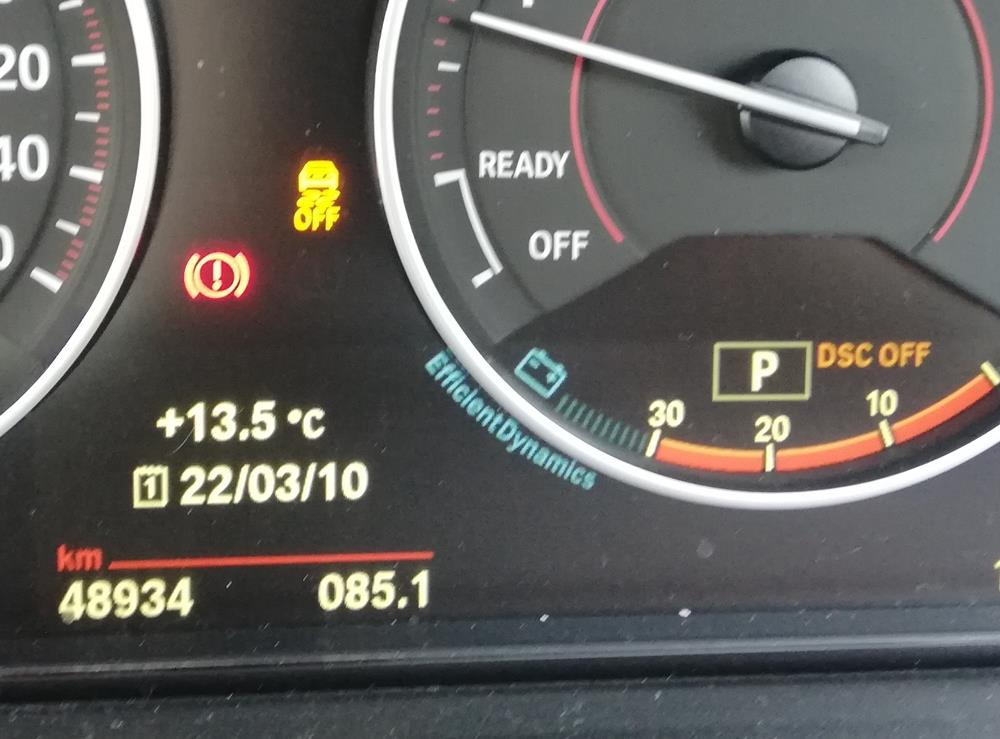 20
40
0
READY
OFF
OFF
+13.5 °C
1 22/03/10
EfficientDynamics
P DSC OFF
30 20 10
km
48934 085.1